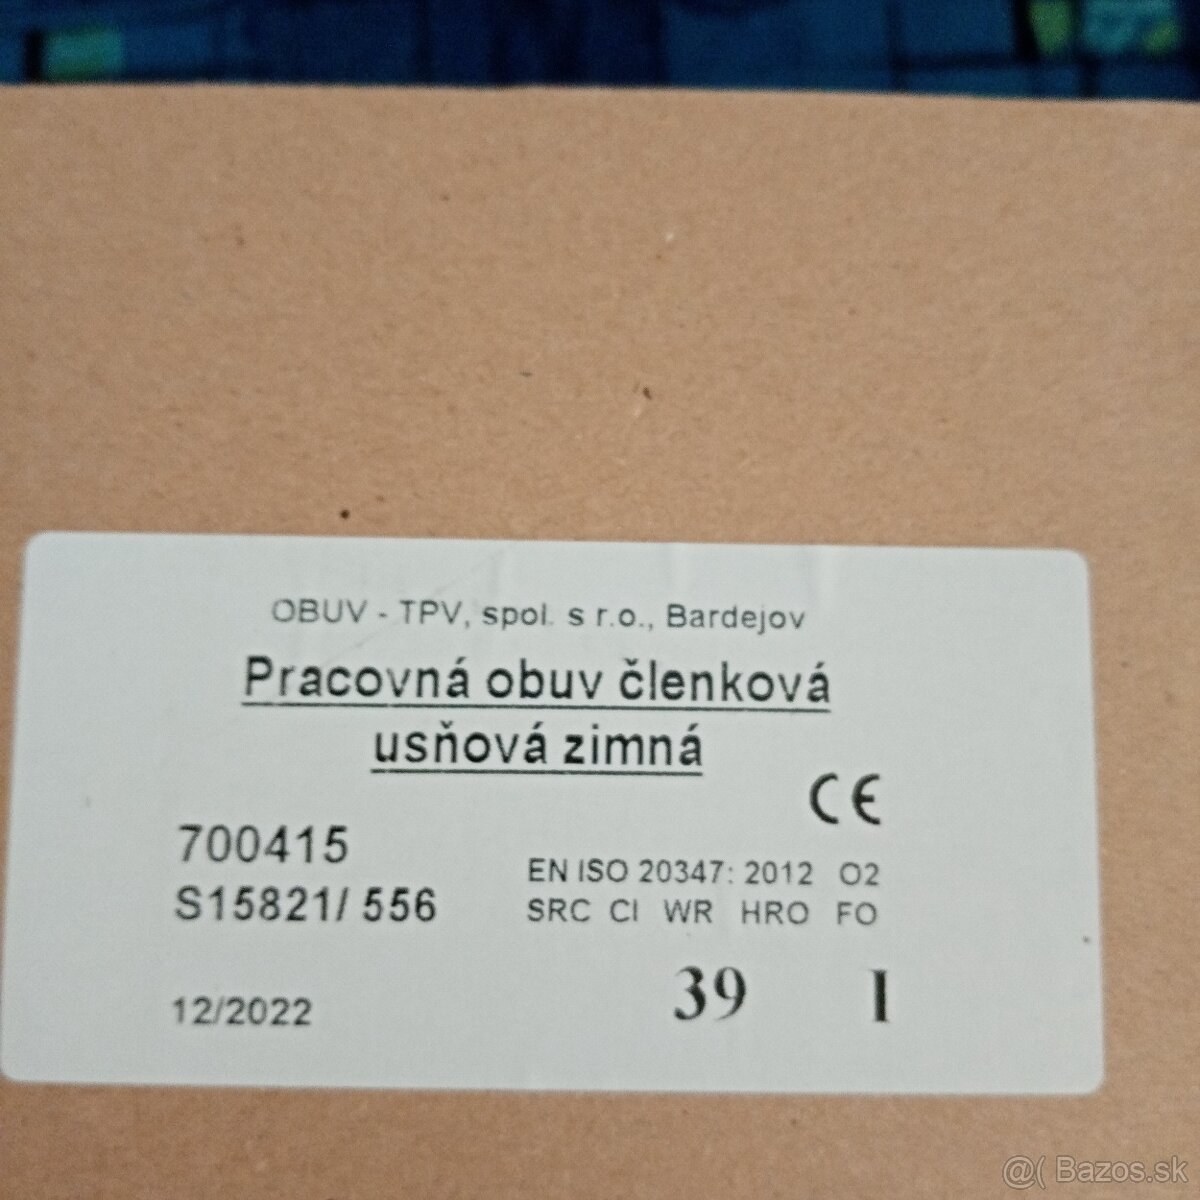 OBUV - TPV, spol. s r.o., Bardejov
Pracovná obuv členková
usňová zimná
CE
700415
EN ISO 20347: 2012 O2
S15821/ 556
SRC CI WR HRO FO
12/2022
39 I
@( Bazos.sk